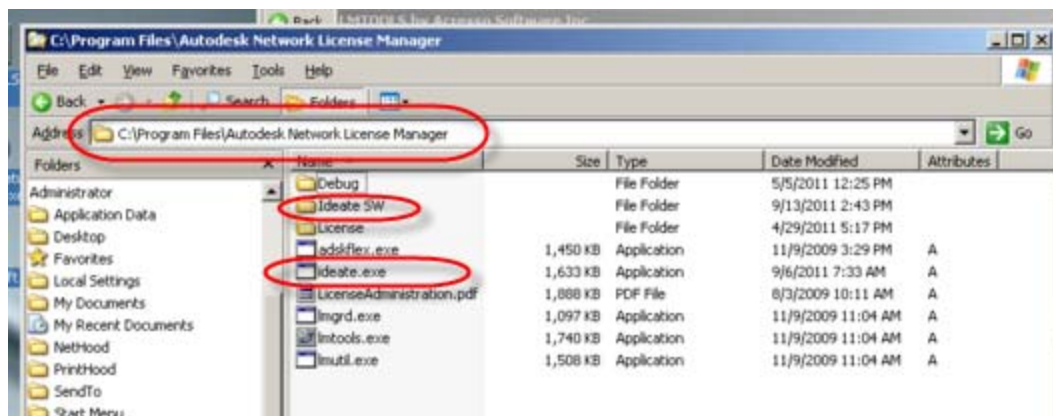 Back LMTOOLS by Acresso Software Inc.
C:\Program Files\Autodesk Network License Manager
File Edit View Favorites Tools Help
Back Search Folders
Address C:\Program Files\Autodesk Network License Manager Go
Folders x Name Size Type Date Modified Attributes
Administrator Debug File Folder 5/5/2011 12:25 PM
Application Data Ideate SW File Folder 9/13/2011 2:43 PM
Desktop License File Folder 4/29/2011 5:17 PM
Favorites adskflex.exe 1,450 KB Application 11/9/2009 3:29 PM A
Local Settings ideate.exe 1,633 KB Application 9/6/2011 7:33 AM A
My Documents LicenseAdministration.pdf 1,888 KB PDF File 8/3/2009 10:11 AM A
My Recent Documents lmgrd.exe 1,097 KB Application 11/9/2009 11:04 AM A
NetHood lmtools.exe 1,740 KB Application 11/9/2009 11:04 AM A
PrintHood lmutil.exe 1,508 KB Application 11/9/2009 11:04 AM A
SendTo
Start Menu